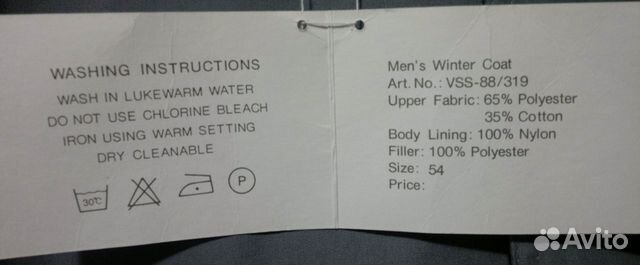 WASHING INSTRUCTIONS
WASH IN LUKEWARM WATER
DO NOT USE CHLORINE BLEACH
IRON USING WARM SETTING
DRY CLEANABLE
30°C
P
Men's Winter Coat
Art. No.: VSS-88/319
Upper Fabric: 65% Polyester
35% Cotton
Body Lining: 100% Nylon
Filler: 100% Polyester
Size: 54
Price:
Avito